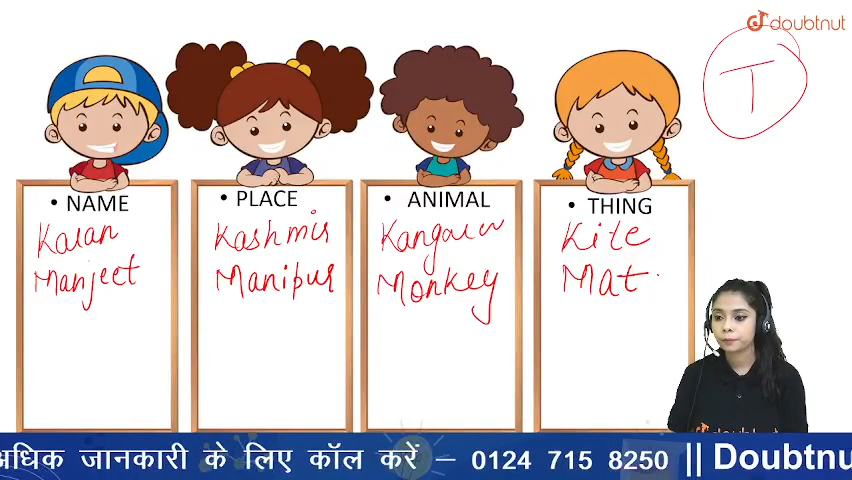 doubtnut
T
• NAME
• PLACE
• ANIMAL
• THING
Karan
Kashmir
Kangaroo
Kite
Manjeet
Manipur
Monkey
Mat
doubtnut
अधिक जानकारी के लिए कॉल करें – 0124 715 8250 || Doubtnu